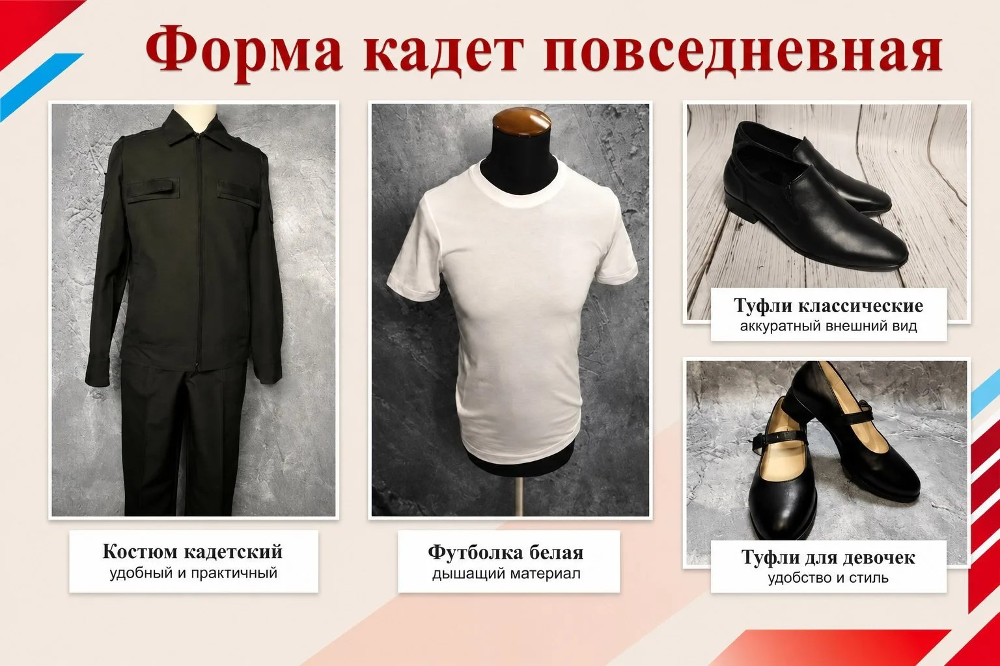 Форма кадет повседневная
Костюм кадетский
удобный и практичный
Футболка белая
дышащий материал
Туфли классические
аккуратный внешний вид
Туфли для девочек
удобство и стиль